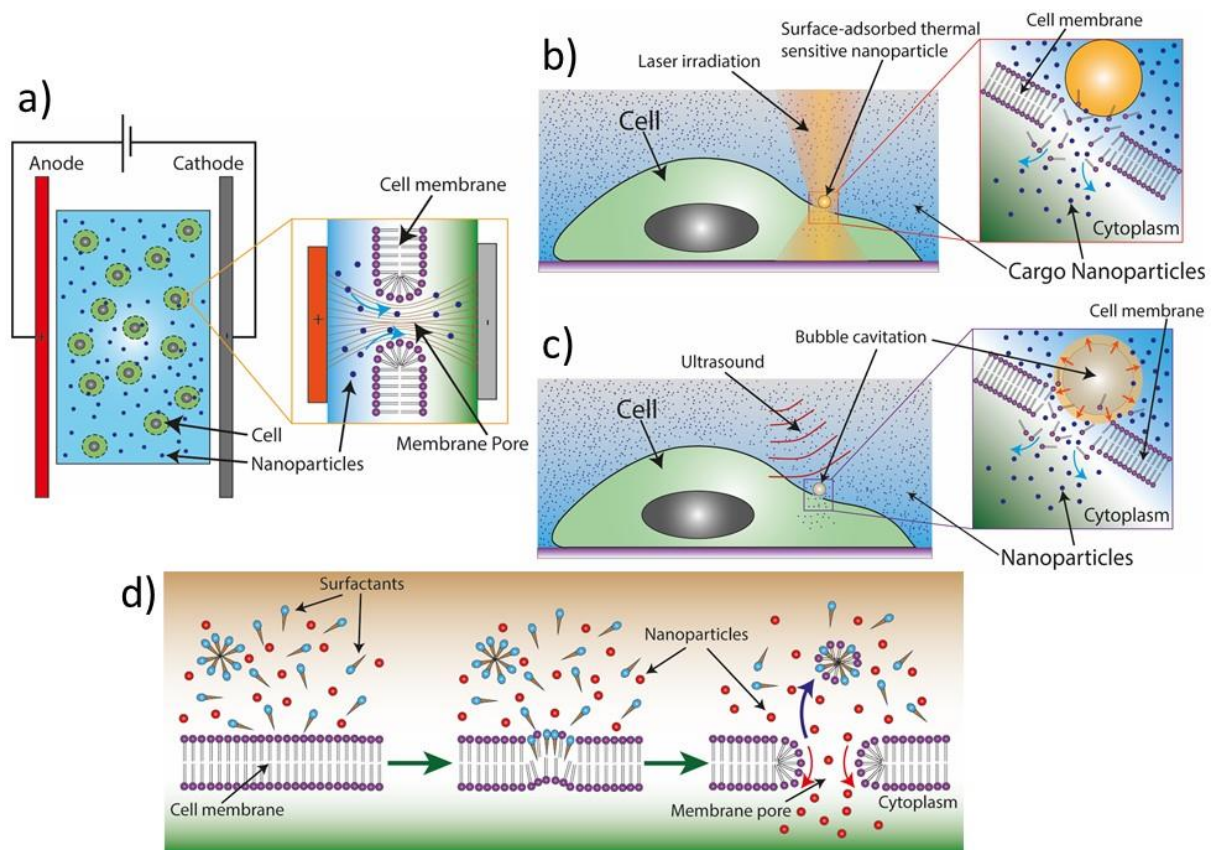 a)
Anode
Cathode
Cell membrane
+
-
+
-
Membrane Pore
Cell
Nanoparticles
b)
Surface-adsorbed thermal
sensitive nanoparticle
Laser irradiation
Cell
Cell membrane
Cytoplasm
Cargo Nanoparticles
c)
Ultrasound
Bubble cavitation
Cell
Cell membrane
Cytoplasm
Nanoparticles
d)
Surfactants
Nanoparticles
Cell membrane
Membrane pore
Cytoplasm